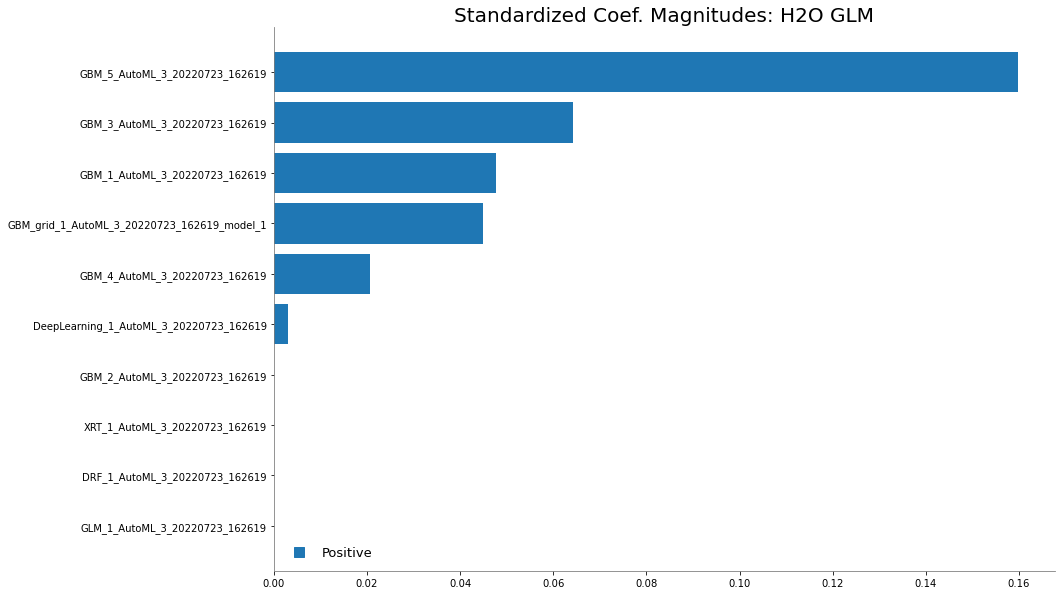 Standardized Coef. Magnitudes: H2O GLM
GBM_5_AutoML_3_20220723_162619
GBM_3_AutoML_3_20220723_162619
GBM_1_AutoML_3_20220723_162619
GBM_grid_1_AutoML_3_20220723_162619_model_1
GBM_4_AutoML_3_20220723_162619
DeepLearning_1_AutoML_3_20220723_162619
GBM_2_AutoML_3_20220723_162619
XRT_1_AutoML_3_20220723_162619
DRF_1_AutoML_3_20220723_162619
GLM_1_AutoML_3_20220723_162619
Positive
0.00 0.02 0.04 0.06 0.08 0.10 0.12 0.14 0.16